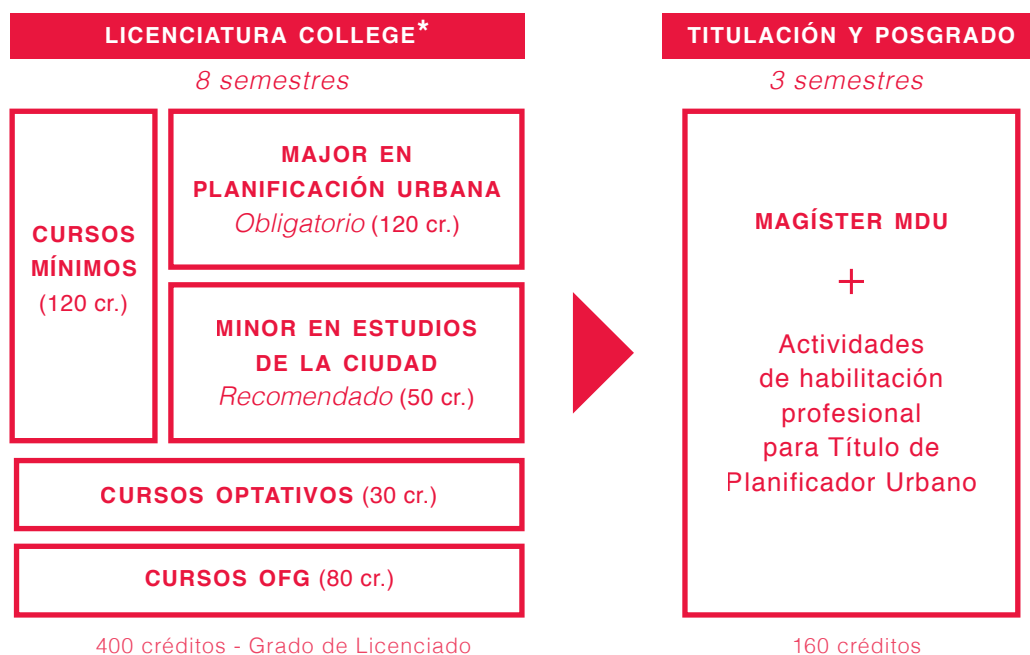 LICENCIATURA COLLEGE*
8 semestres
CURSOS
MÍNIMOS
(120 cr.)
MAJOR EN
PLANIFICACIÓN URBANA
Obligatorio (120 cr.)
MINOR EN ESTUDIOS
DE LA CIUDAD
Recomendado (50 cr.)
CURSOS OPTATIVOS (30 cr.)
CURSOS OFG (80 cr.)
400 créditos - Grado de Licenciado
TITULACIÓN Y POSGRADO
3 semestres
MAGÍSTER MDU
+
Actividades
de habilitación
profesional
para Título de
Planificador Urbano
160 créditos